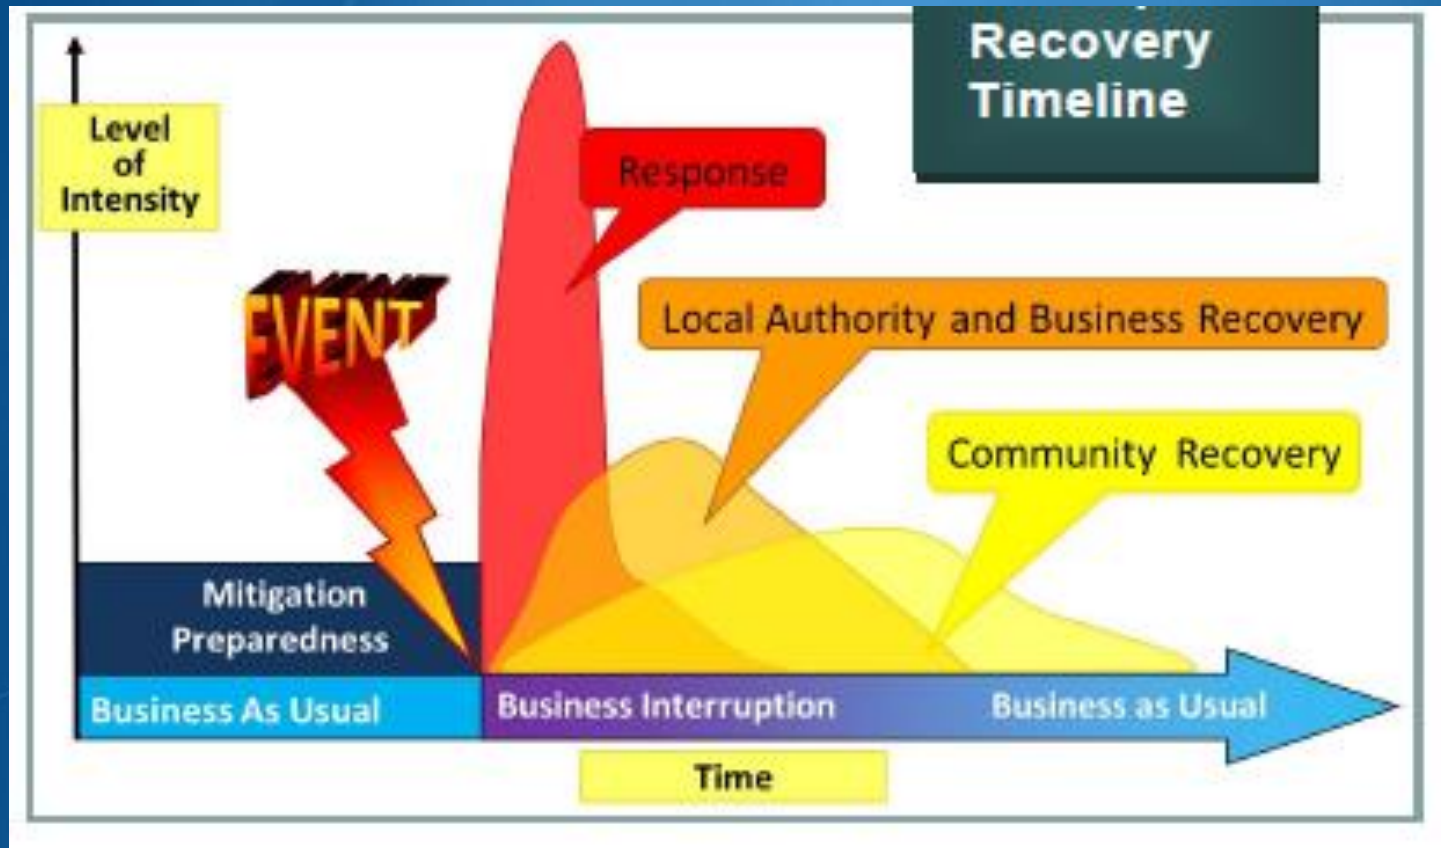 Recovery
Timeline
Level
of
Intensity
Response
EVENT
Local Authority and Business Recovery
Community Recovery
Mitigation
Preparedness
Business As Usual
Business Interruption
Business as Usual
Time